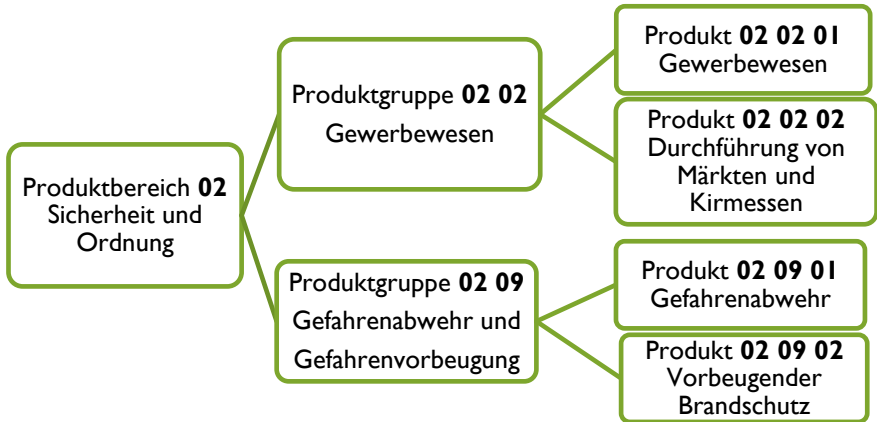 Produktbereich 02
Sicherheit und
Ordnung
Produktgruppe 02 02
Gewerbewesen
Produkt 02 02 01
Gewerbewesen
Produkt 02 02 02
Durchführung von
Märkten und
Kirmessen
Produktgruppe 02 09
Gefahrenabwehr und
Gefahrenvorbeugung
Produkt 02 09 01
Gefahrenabwehr
Produkt 02 09 02
Vorbeugender
Brandschutz